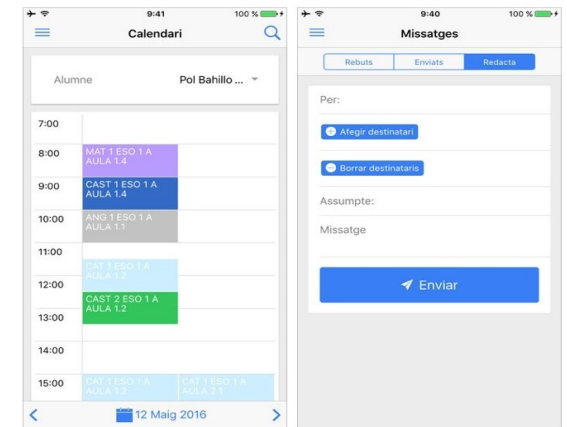 9:41
100 %
Calendari
Alumne
Pol Bahillo ...
7:00
8:00
MAT 1 ESO 1 A
AULA 1.4
9:00
CAST 1 ESO 1 A
AULA 1.4
10:00
ANG 1 ESO 1 A
AULA 1.1
11:00
CAT 1 ESO 1 A
AULA 1.2
12:00
CAST 2 ESO 1 A
AULA 1.2
13:00
14:00
15:00
CAT 1 ESO 1 A
AULA 1.2
CAT 1 ESO 1 A
AULA 2.1
12 Maig 2016
9:40
100 %
Missatges
Rebuts
Enviats
Redacta
Per:
Afegir destinatari
Borrar destinataris
Assumpte:
Missatge
Enviar